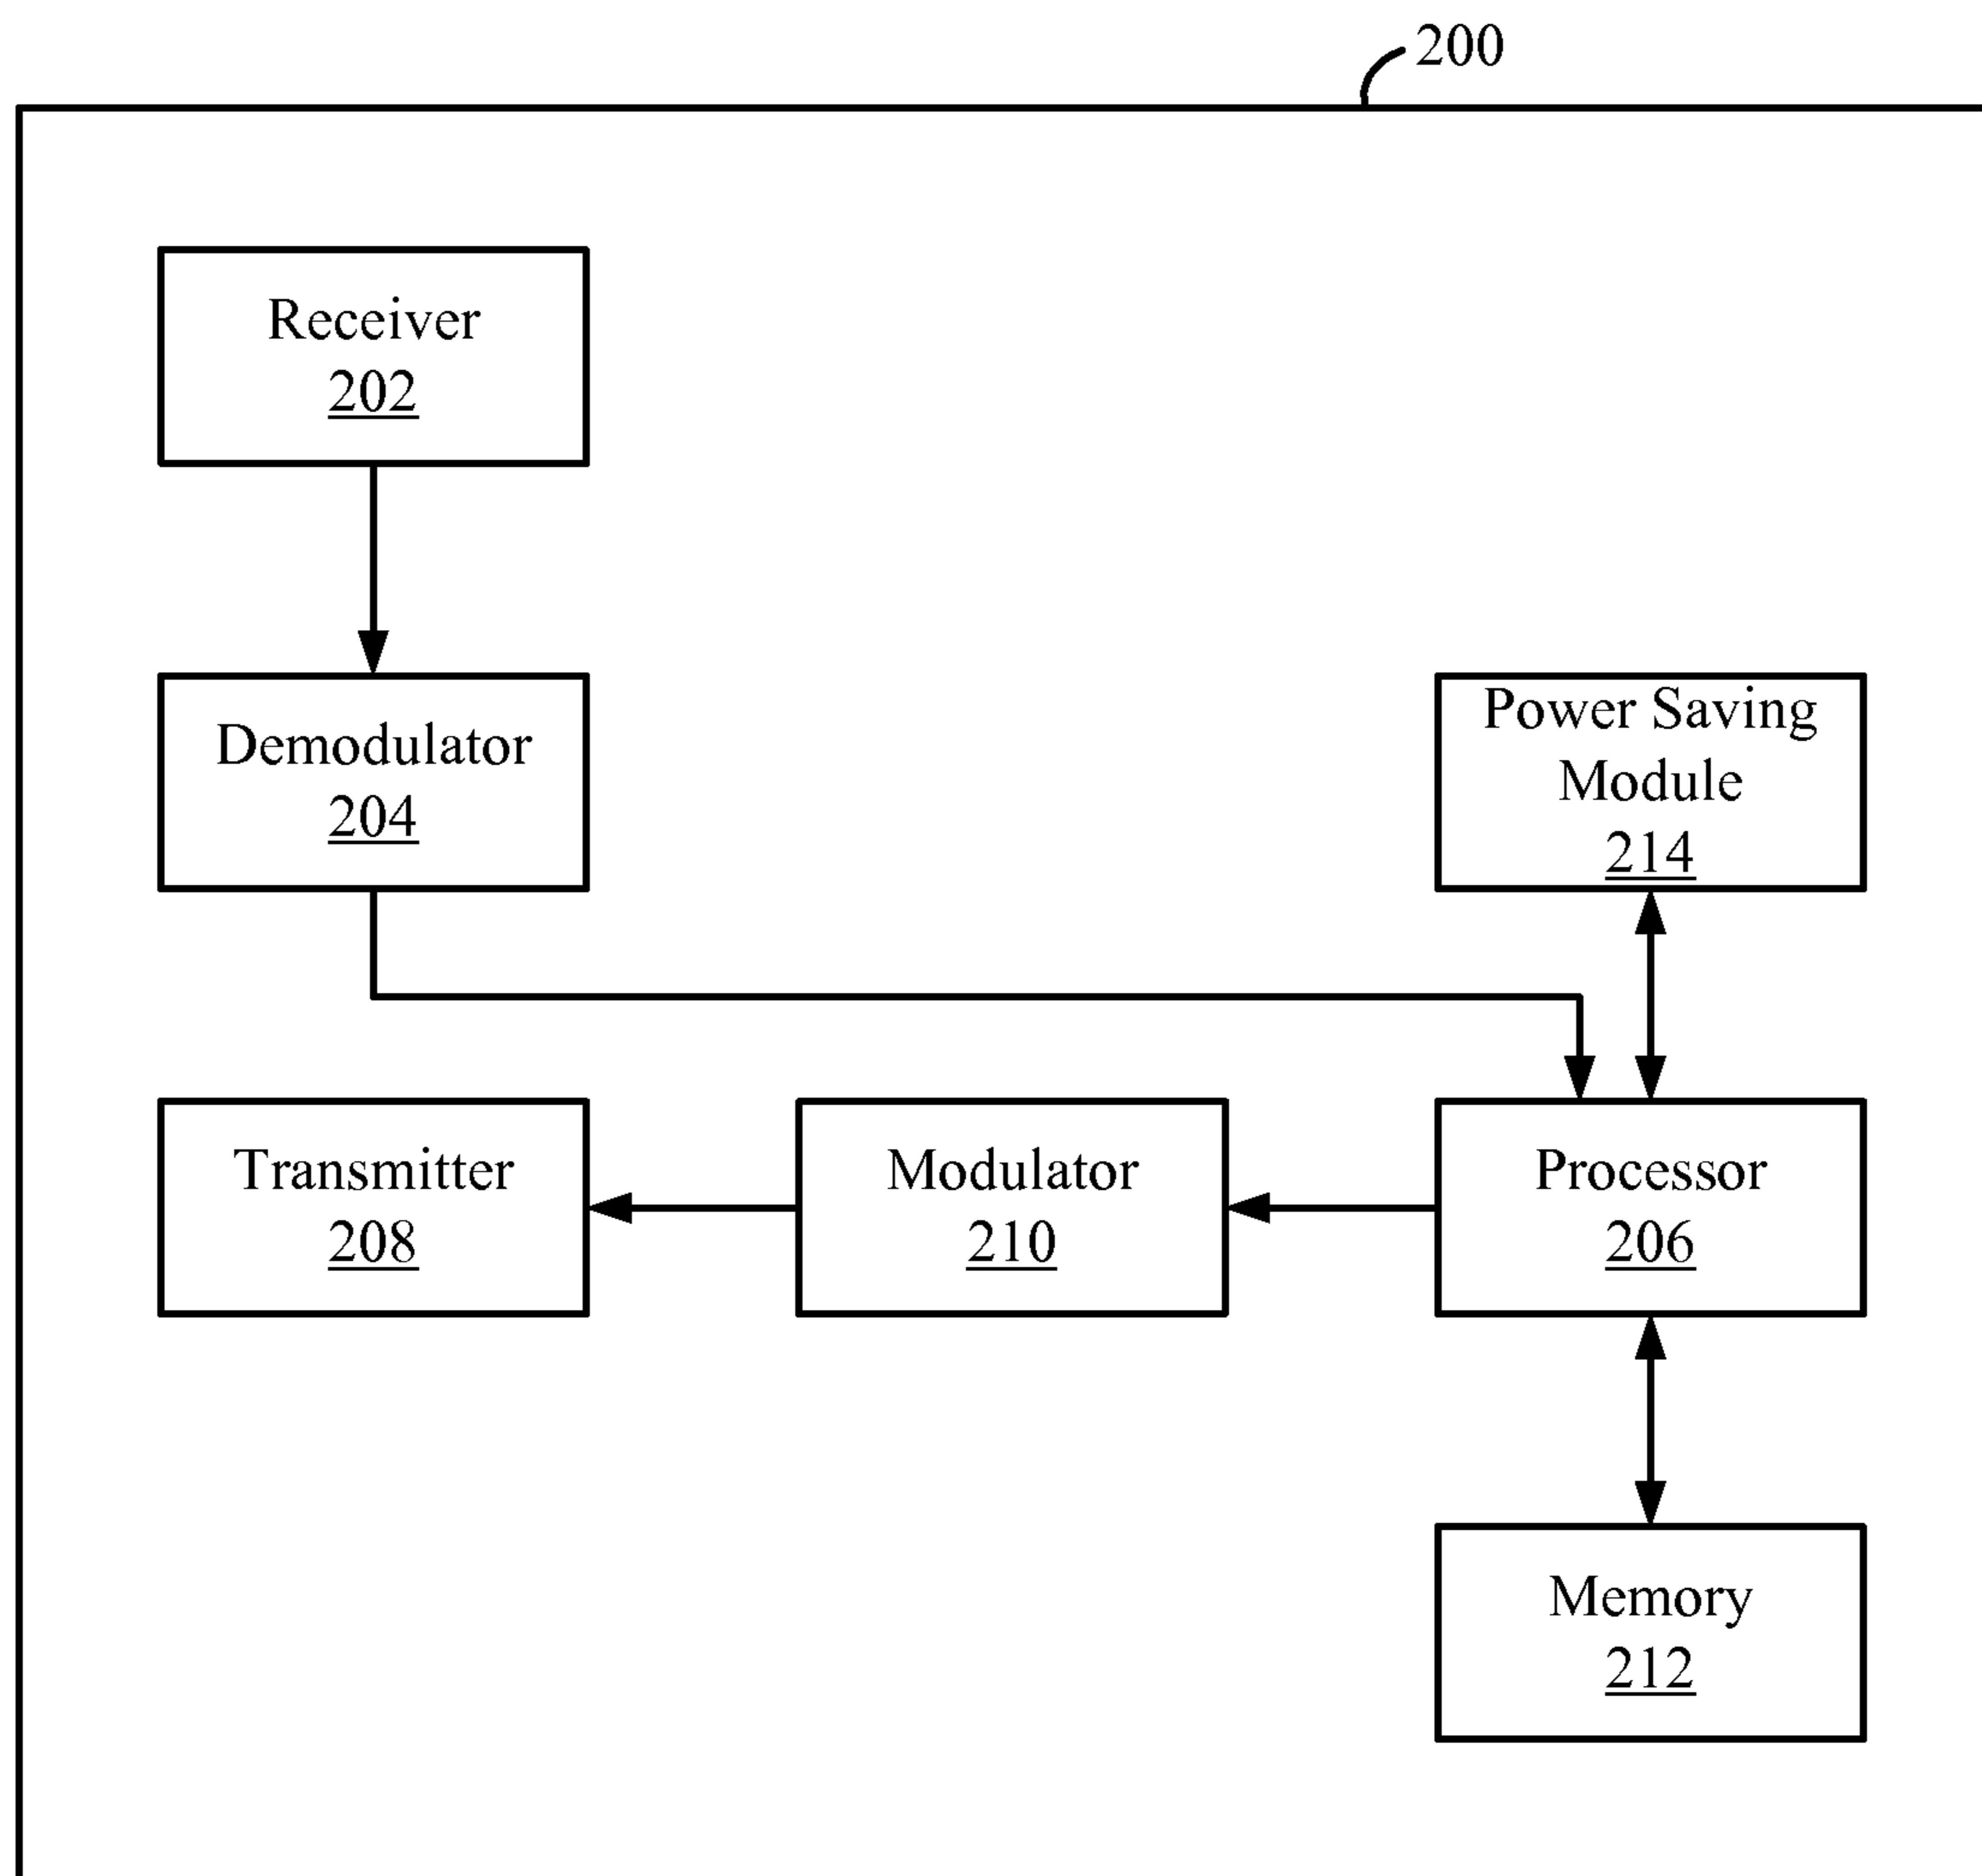 200
Receiver
202
Demodulator
204
Power Saving
Module
214
Transmitter
208
Modulator
210
Processor
206
Memory
212